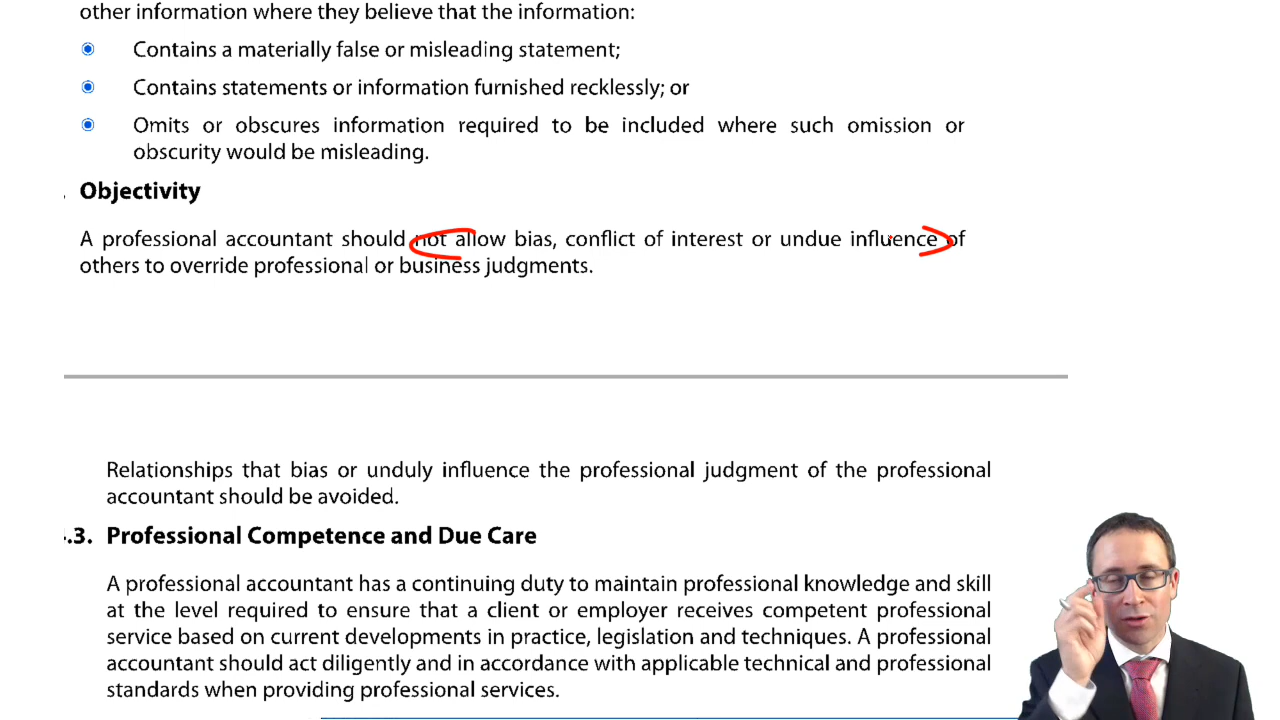 other information where they believe that the information:
Contains a materially false or misleading statement;
Contains statements or information furnished recklessly; or
Omits or obscures information required to be included where such omission or
obscurity would be misleading.
Objectivity
A professional accountant should not allow bias, conflict of interest or undue influence of
others to override professional or business judgments.
Relationships that bias or unduly influence the professional judgment of the professional
accountant should be avoided.
.3. Professional Competence and Due Care
A professional accountant has a continuing duty to maintain professional knowledge and skill
at the level required to ensure that a client or employer receives competent professional
service based on current developments in practice, legislation and techniques. A professional
accountant should act diligently and in accordance with applicable technical and professional
standards when providing professional services.